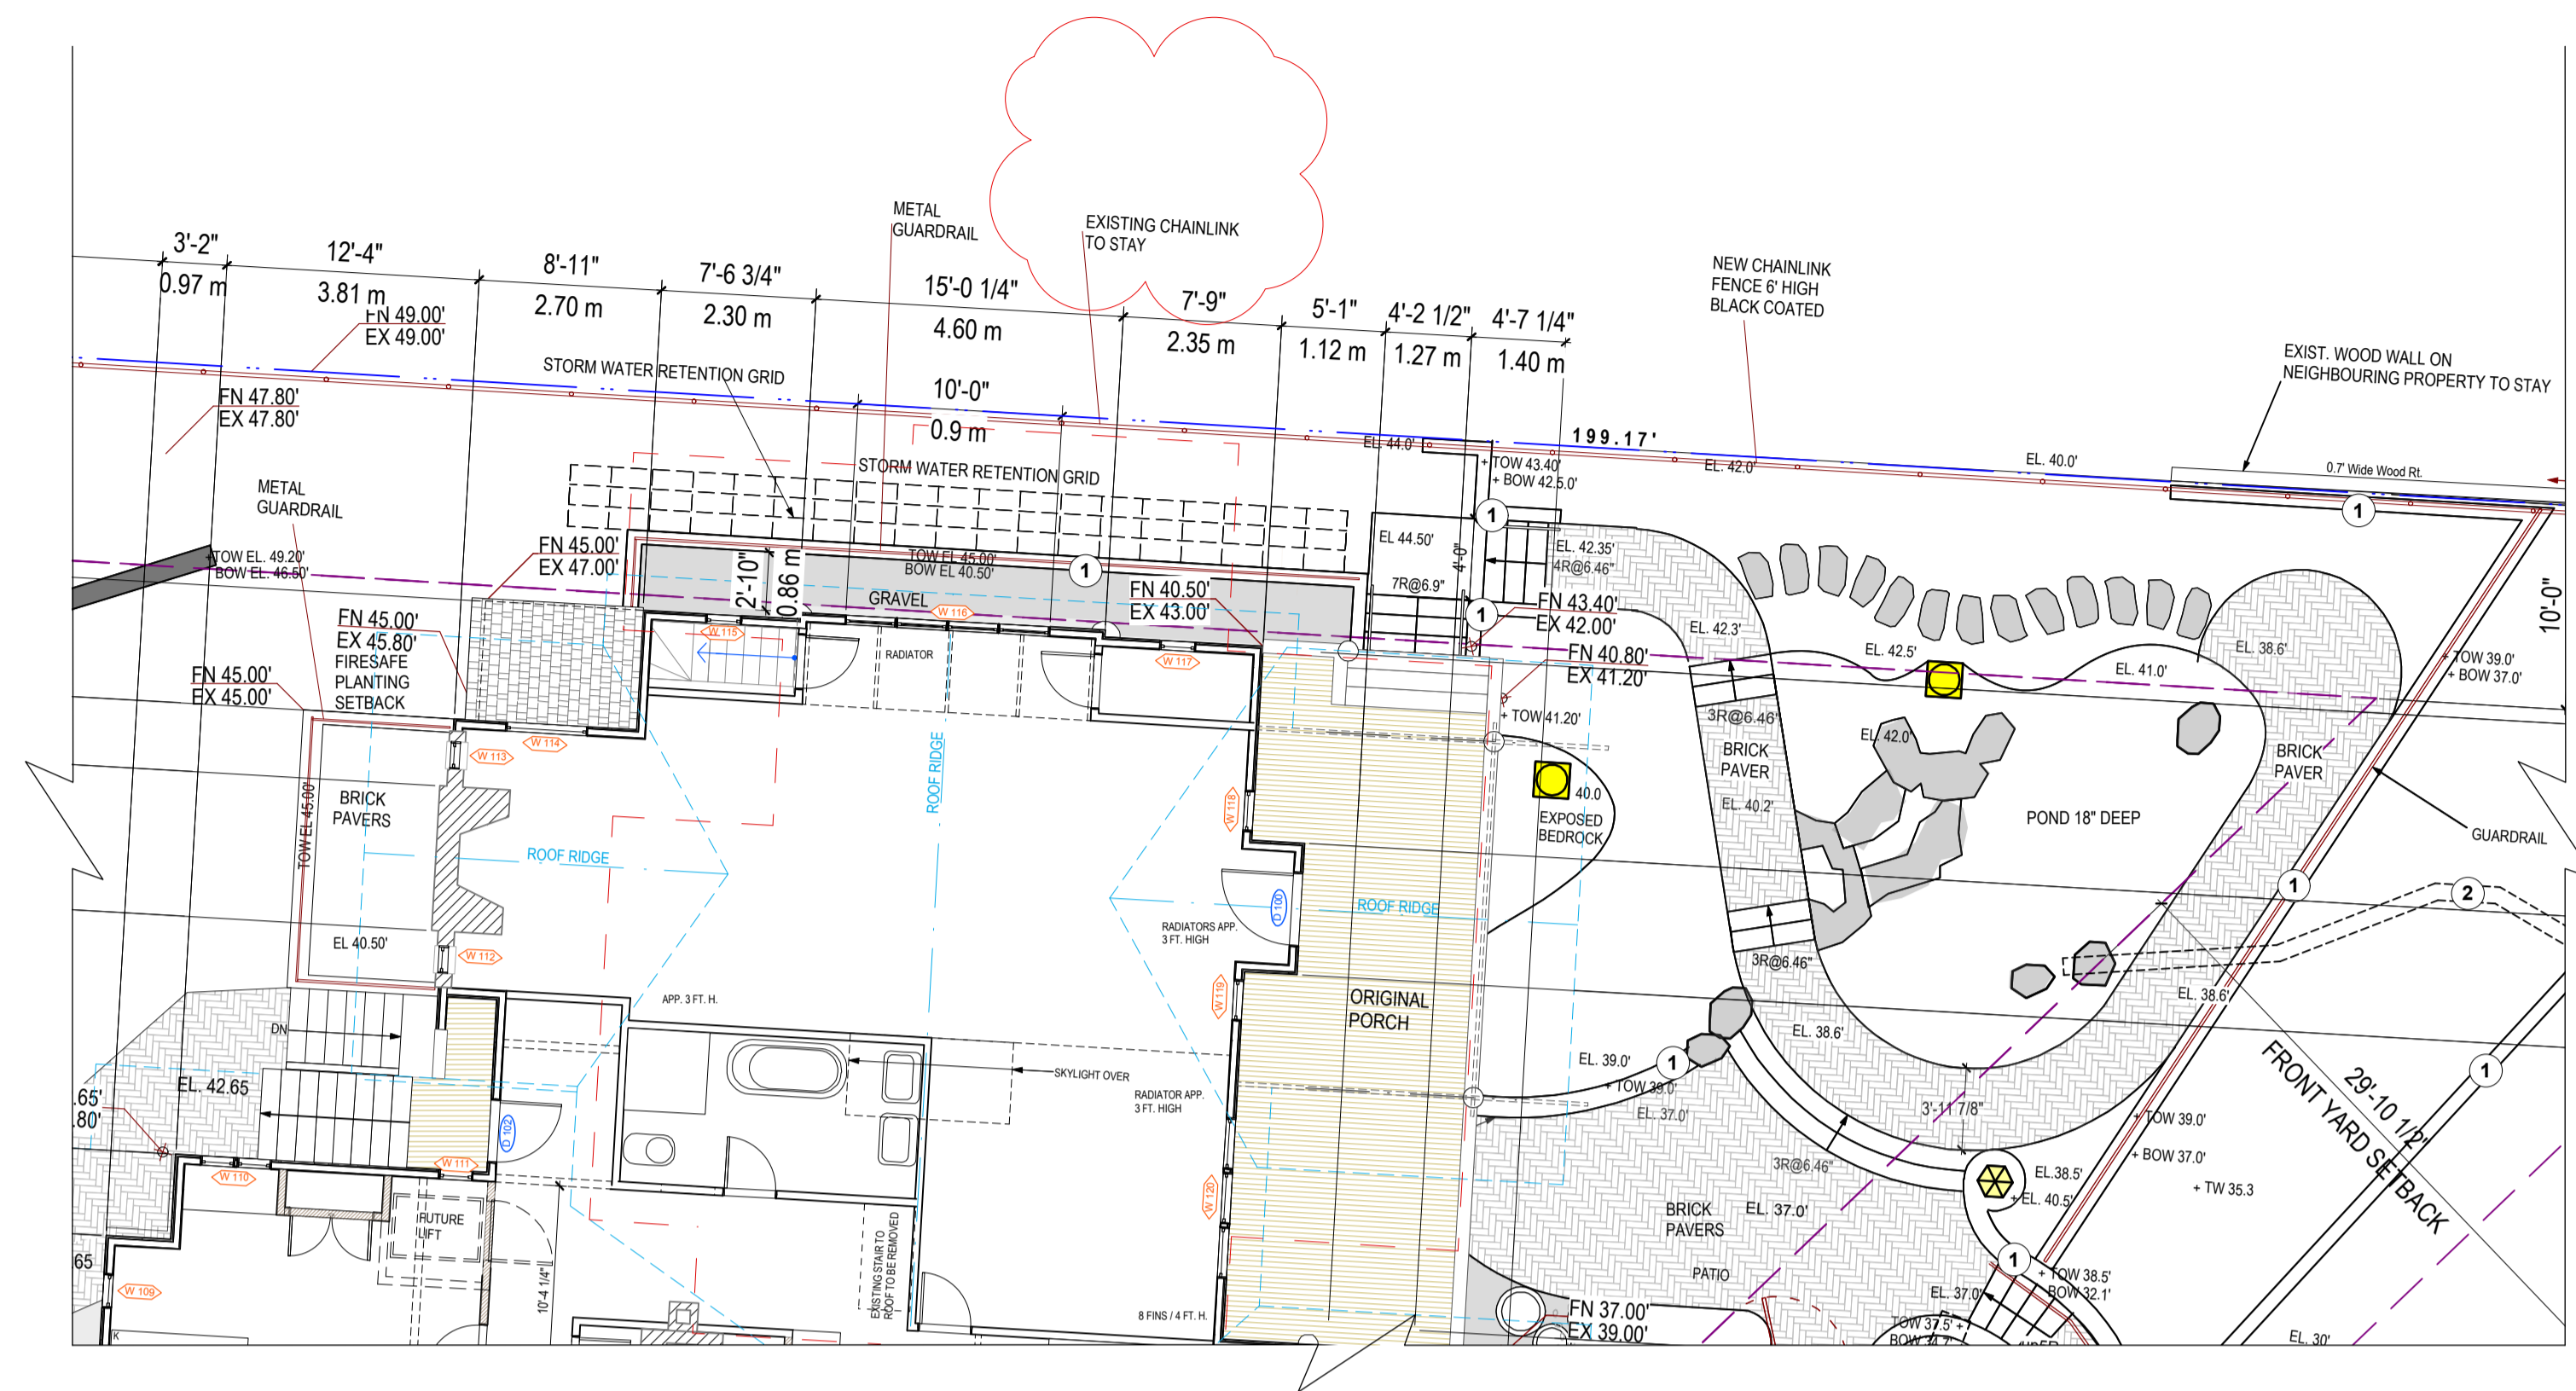 METAL
GUARDRAIL
EXISTING CHAINLINK
TO STAY
3'-2"
0.97 m
12'-4"
3.81 m
8'-11"
2.70 m
7'-6 3/4"
2.30 m
15'-0 1/4"
4.60 m
7'-9"
2.35 m
5'-1"
1.12 m
4'-2 1/2"
1.27 m
4'-7 1/4"
1.40 m
NEW CHAINLINK
FENCE 6' HIGH
BLACK COATED
EXIST. WOOD WALL ON
NEIGHBOURING PROPERTY TO STAY
FN 49.00'
EX 49.00'
STORM WATER RETENTION GRID
FN 47.80'
EX 47.80'
10'-0"
0.9 m
199.17'
EL. 44.0'
EL. 42.0'
EL. 40.0'
0.7' Wide Wood Rt.
STORM WATER RETENTION GRID
+ TOW 43.40'
+ BOW 42.5.0'
METAL
GUARDRAIL
1
1
EL 44.50'
4'-0"
EL. 42.35'
4R@6.46"
7R@6.9"
+TOW EL. 49.20'
BOW EL. 46.50'
FN 45.00'
EX 47.00'
TOW EL 45.00'
BOW EL 40.50'
1
2'-10"
0.86 m
GRAVEL
W 116
W 115
FN 40.50'
EX 43.00'
1
FN 43.40'
EX 42.00'
FN 45.00'
EX 45.80'
FIRESAFE
PLANTING
SETBACK
FN 45.00'
EX 45.00'
RADIATOR
W 117
FN 40.80'
EX 41.20'
EL. 42.3'
EL. 42.5'
EL. 41.0'
EL. 38.6'
10'-0"
+ TOW 39.0'
+ BOW 37.0'
+ TOW 41.20'
3R@6.46"
W 114
W 113
ROOF RIDGE
EL. 42.0'
BRICK
PAVER
BRICK
PAVER
EL. 40.2'
BRICK
PAVERS
TOW EL 45.00'
W 118
40.0
EXPOSED
BEDROCK
POND 18" DEEP
GUARDRAIL
ROOF RIDGE
1
2
D 100
ROOF RIDGE
RADIATORS APP.
3 FT. HIGH
EL 40.50'
W 112
3R@6.46"
W 119
APP. 3 FT. H.
ORIGINAL
PORCH
EL. 38.6'
EL. 38.6'
DN
SKYLIGHT OVER
EL. 39.0'
1
+ TOW 39.0'
EL. 37.0'
RADIATOR APP.
3 FT. HIGH
EL. 42.65
.65'
.80'
D 102
3'-11 7/8"
FRONT YARD SETBACK
29'-10 1/2"
1
+ TOW 39.0'
+ BOW 37.0'
3R@6.46"
W 111
W 110
W 120
EL.38.5'
+ EL. 40.5'
+ TW 35.3
FUTURE
LIFT
BRICK
PAVERS
EL. 37.0'
EXISTING STAIR TO
ROOF TO BE REMOVED
65
W 109
10'-4 1/4"
PATIO
1
+ TOW 38.5'
BOW 32.1'
EL. 37.0'
8 FINS / 4 FT. H.
FN 37.00'
EX 39.00'
TOW 37.5' +
K
EL. 30'